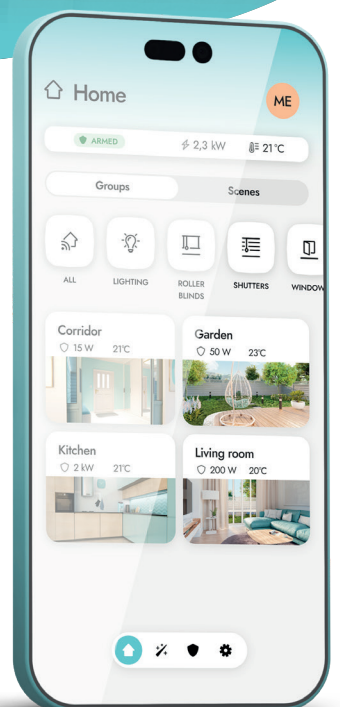 Home
ME
ARMED 2,3 kW 21°C
Groups Scenes
ALL LIGHTING ROLLER BLINDS SHUTTERS WINDOW
Corridor
15 W 21°C
Garden
50 W 23°C
Kitchen
2 kW 21°C
Living room
200 W 20°C